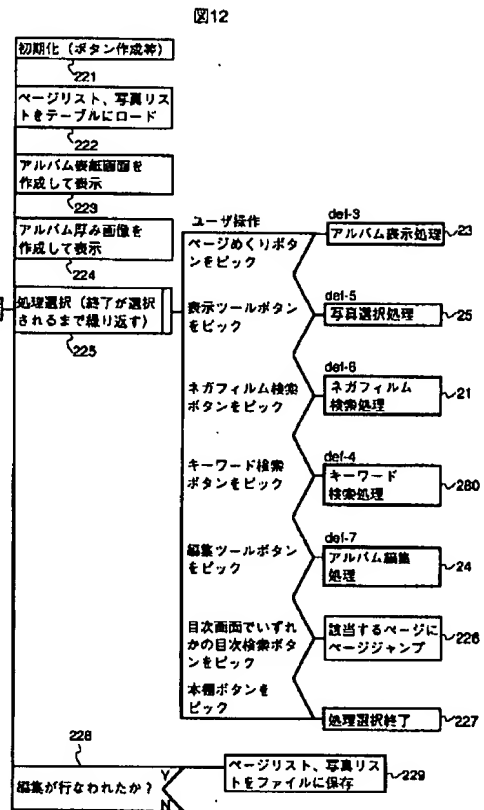 図12
初期化（ボタン作成等）
221
ページリスト、写真リス
トをテーブルにロード
222
アルバム表紙画面を
作成して表示
223
アルバム厚み画像を
作成して表示
224
処理選択（終了が選択
されるまで繰り返す）
225
ユーザ操作
ページめくりボタ
ンをピック
def-3
アルバム表示処理
23
表示ツールボタン
をピック
def-5
写真選択処理
25
ネガフィルム検索
ボタンをピック
def-6
ネガフィルム
検索処理
21
キーワード検索
ボタンをピック
def-4
キーワード
検索処理
280
編集ツールボタン
をピック
def-7
アルバム編集
処理
24
目次画面でいずれ
かの目次検索ボタ
ンをピック
該当するページに
ページジャンプ
226
本棚ボタンを
ピック
処理選択終了
227
228
編集が行なわれたか?
Y
N
ページリスト、写真リス
トをファイルに保存
229